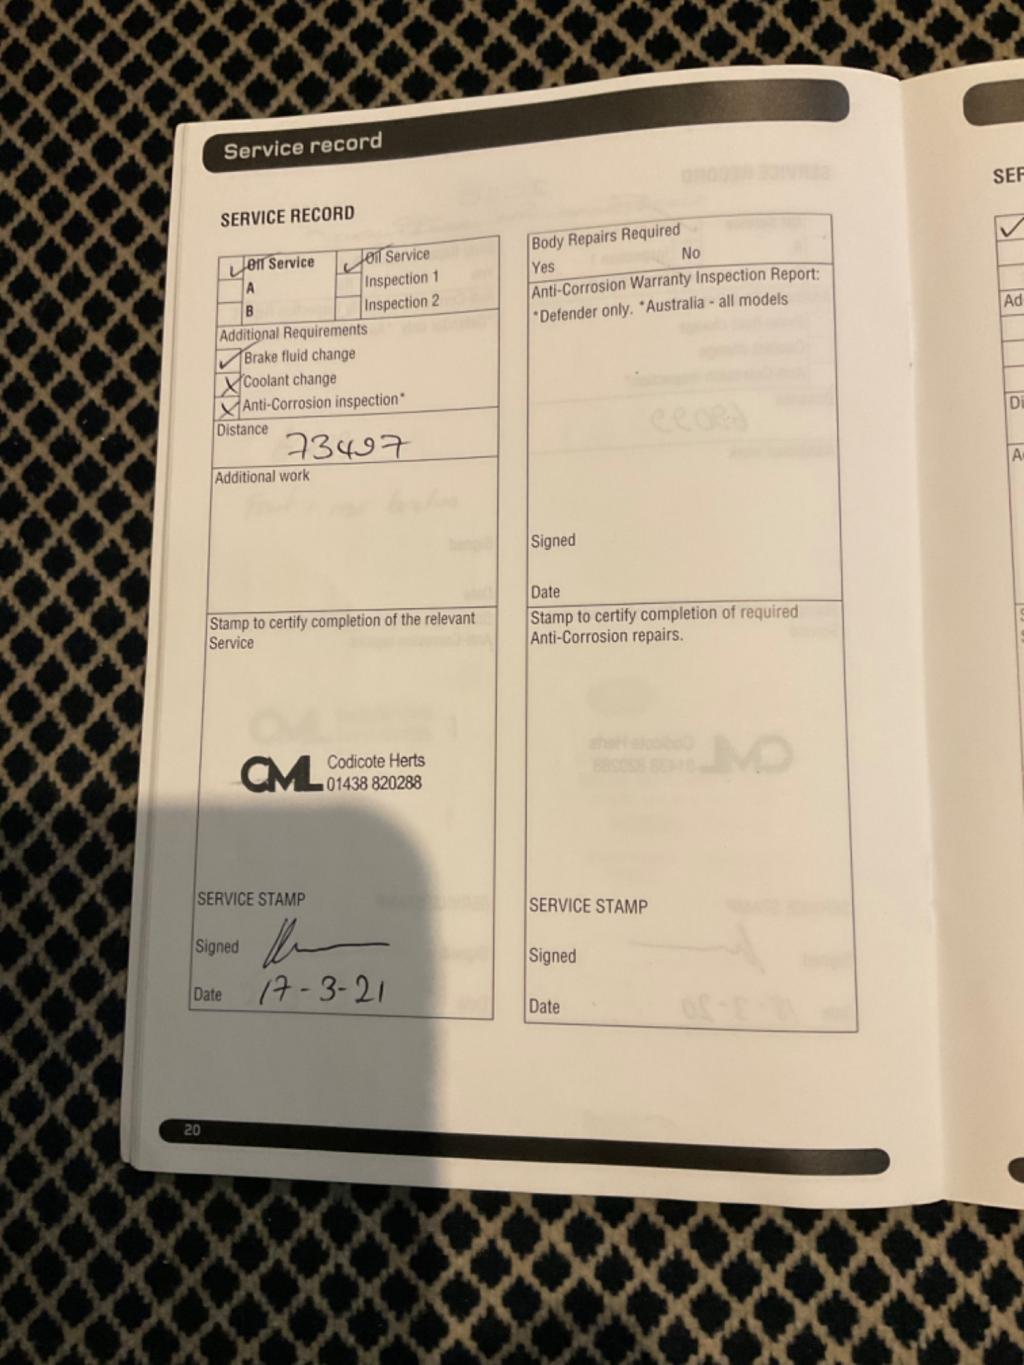 Service record
SERVICE RECORD
✓ Oil Service ✓ Oil Service
A Inspection 1
B Inspection 2
Additional Requirements
✓ Brake fluid change
X Coolant change
X Anti-Corrosion inspection*
Distance 73497
Additional work
Stamp to certify completion of the relevant
Service
CML Codicote Herts
01438 820288
SERVICE STAMP
Signed
Date 17-3-21
Body Repairs Required
Yes No
Anti-Corrosion Warranty Inspection Report:
*Defender only. *Australia - all models
Signed
Date
Stamp to certify completion of required
Anti-Corrosion repairs.
SERVICE STAMP
Signed
Date
20
SER
✓
Ad
Di